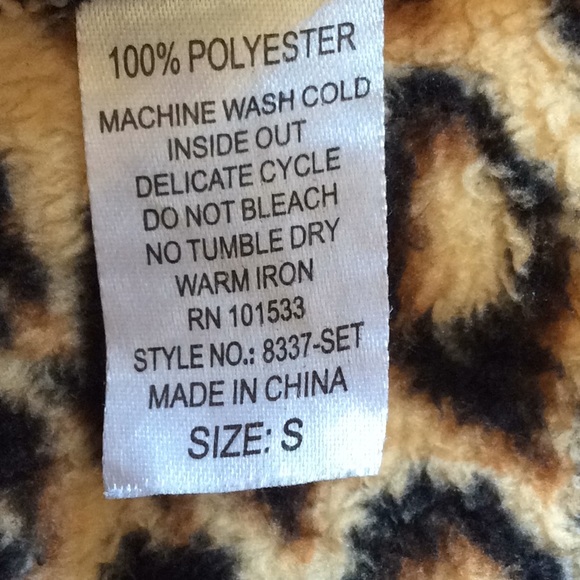 100% POLYESTER
MACHINE WASH COLD
INSIDE OUT
DELICATE CYCLE
DO NOT BLEACH
NO TUMBLE DRY
WARM IRON
RN 101533
STYLE NO.: 8337-SET
MADE IN CHINA
SIZE: S